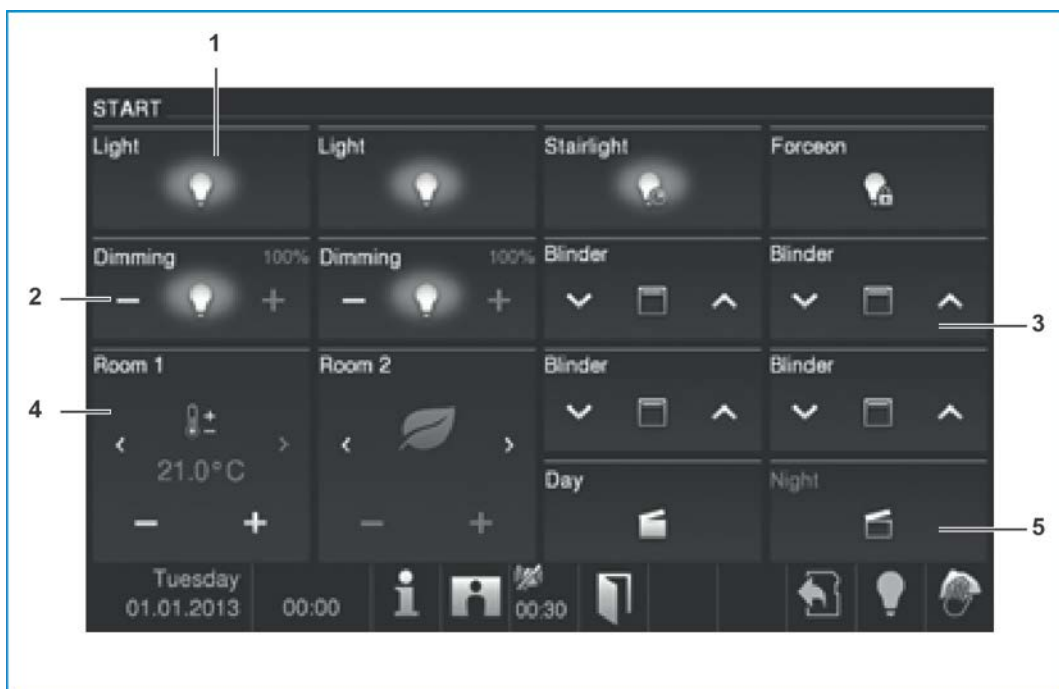 1
START
Light Light Stairlight Forceon
Dimming 100% Dimming 100% Blinder Blinder
2
3
Room 1 Room 2 Blinder Blinder
4
21.0°C
Day Night
5
Tuesday
01.01.2013 00:00 00:30